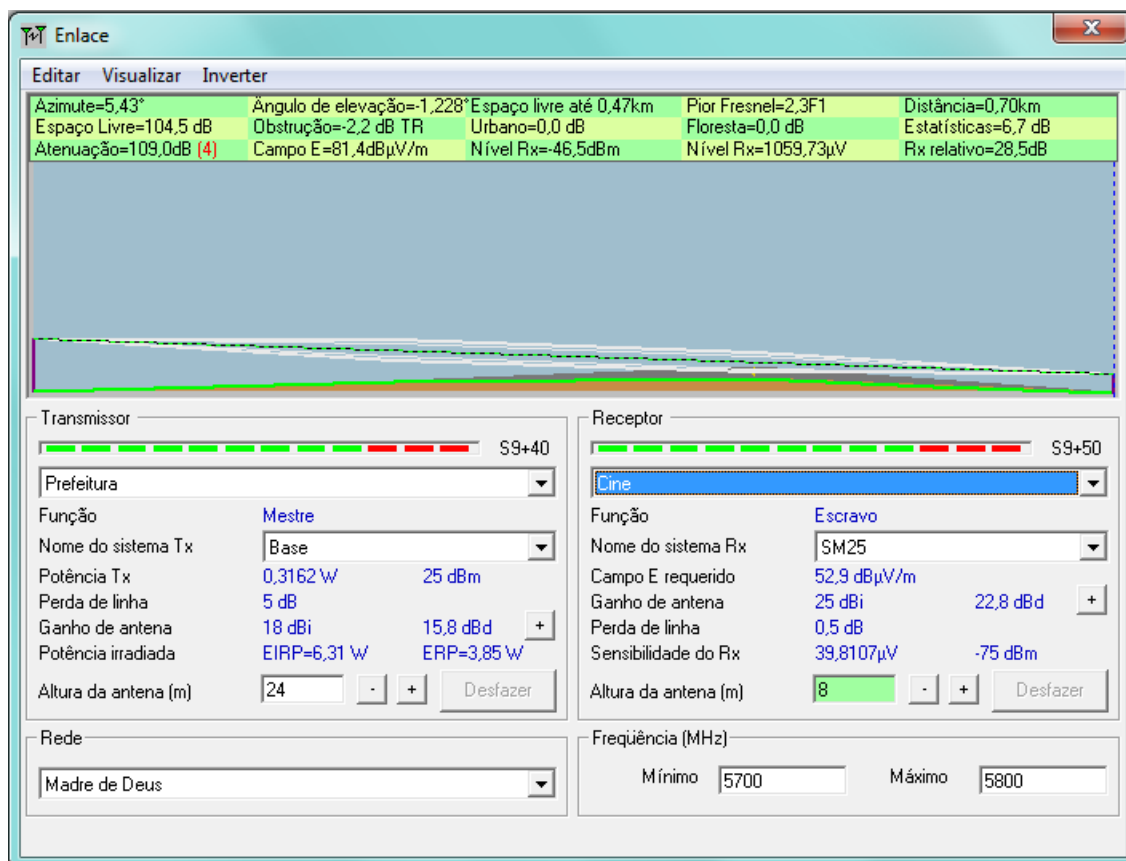 Enlace
Editar Visualizar Inverter
Azimute=5,43° Ângulo de elevação=-1,228° Espaço livre até 0,47km Pior Fresnel=2,3F1 Distância=0,70km
Espaço Livre=104,5 dB Obstrução=-2,2 dB TR Urbano=0,0 dB Floresta=0,0 dB Estatísticas=6,7 dB
Atenuação=109,0dB (4) Campo E=81,4dBµV/m Nível Rx=-46,5dBm Nível Rx=1059,73µV Rx relativo=28,5dB
Transmissor
S9+40
Prefeitura
Função Mestre
Nome do sistema Tx Base
Potência Tx 0,3162 W 25 dBm
Perda de linha 5 dB
Ganho de antena 18 dBi 15,8 dBd +
Potência irradiada EIRP=6,31 W ERP=3,85 W
Altura da antena (m) 24 - + Desfazer
Rede
Madre de Deus
Receptor
S9+50
Cine
Função Escravo
Nome do sistema Rx SM25
Campo E requerido 52,9 dBµV/m
Ganho de antena 25 dBi 22,8 dBd +
Perda de linha 0,5 dB
Sensibilidade do Rx 39,8107µV -75 dBm
Altura da antena (m) 8 - + Desfazer
Freqüência (MHz)
Mínimo 5700 Máximo 5800